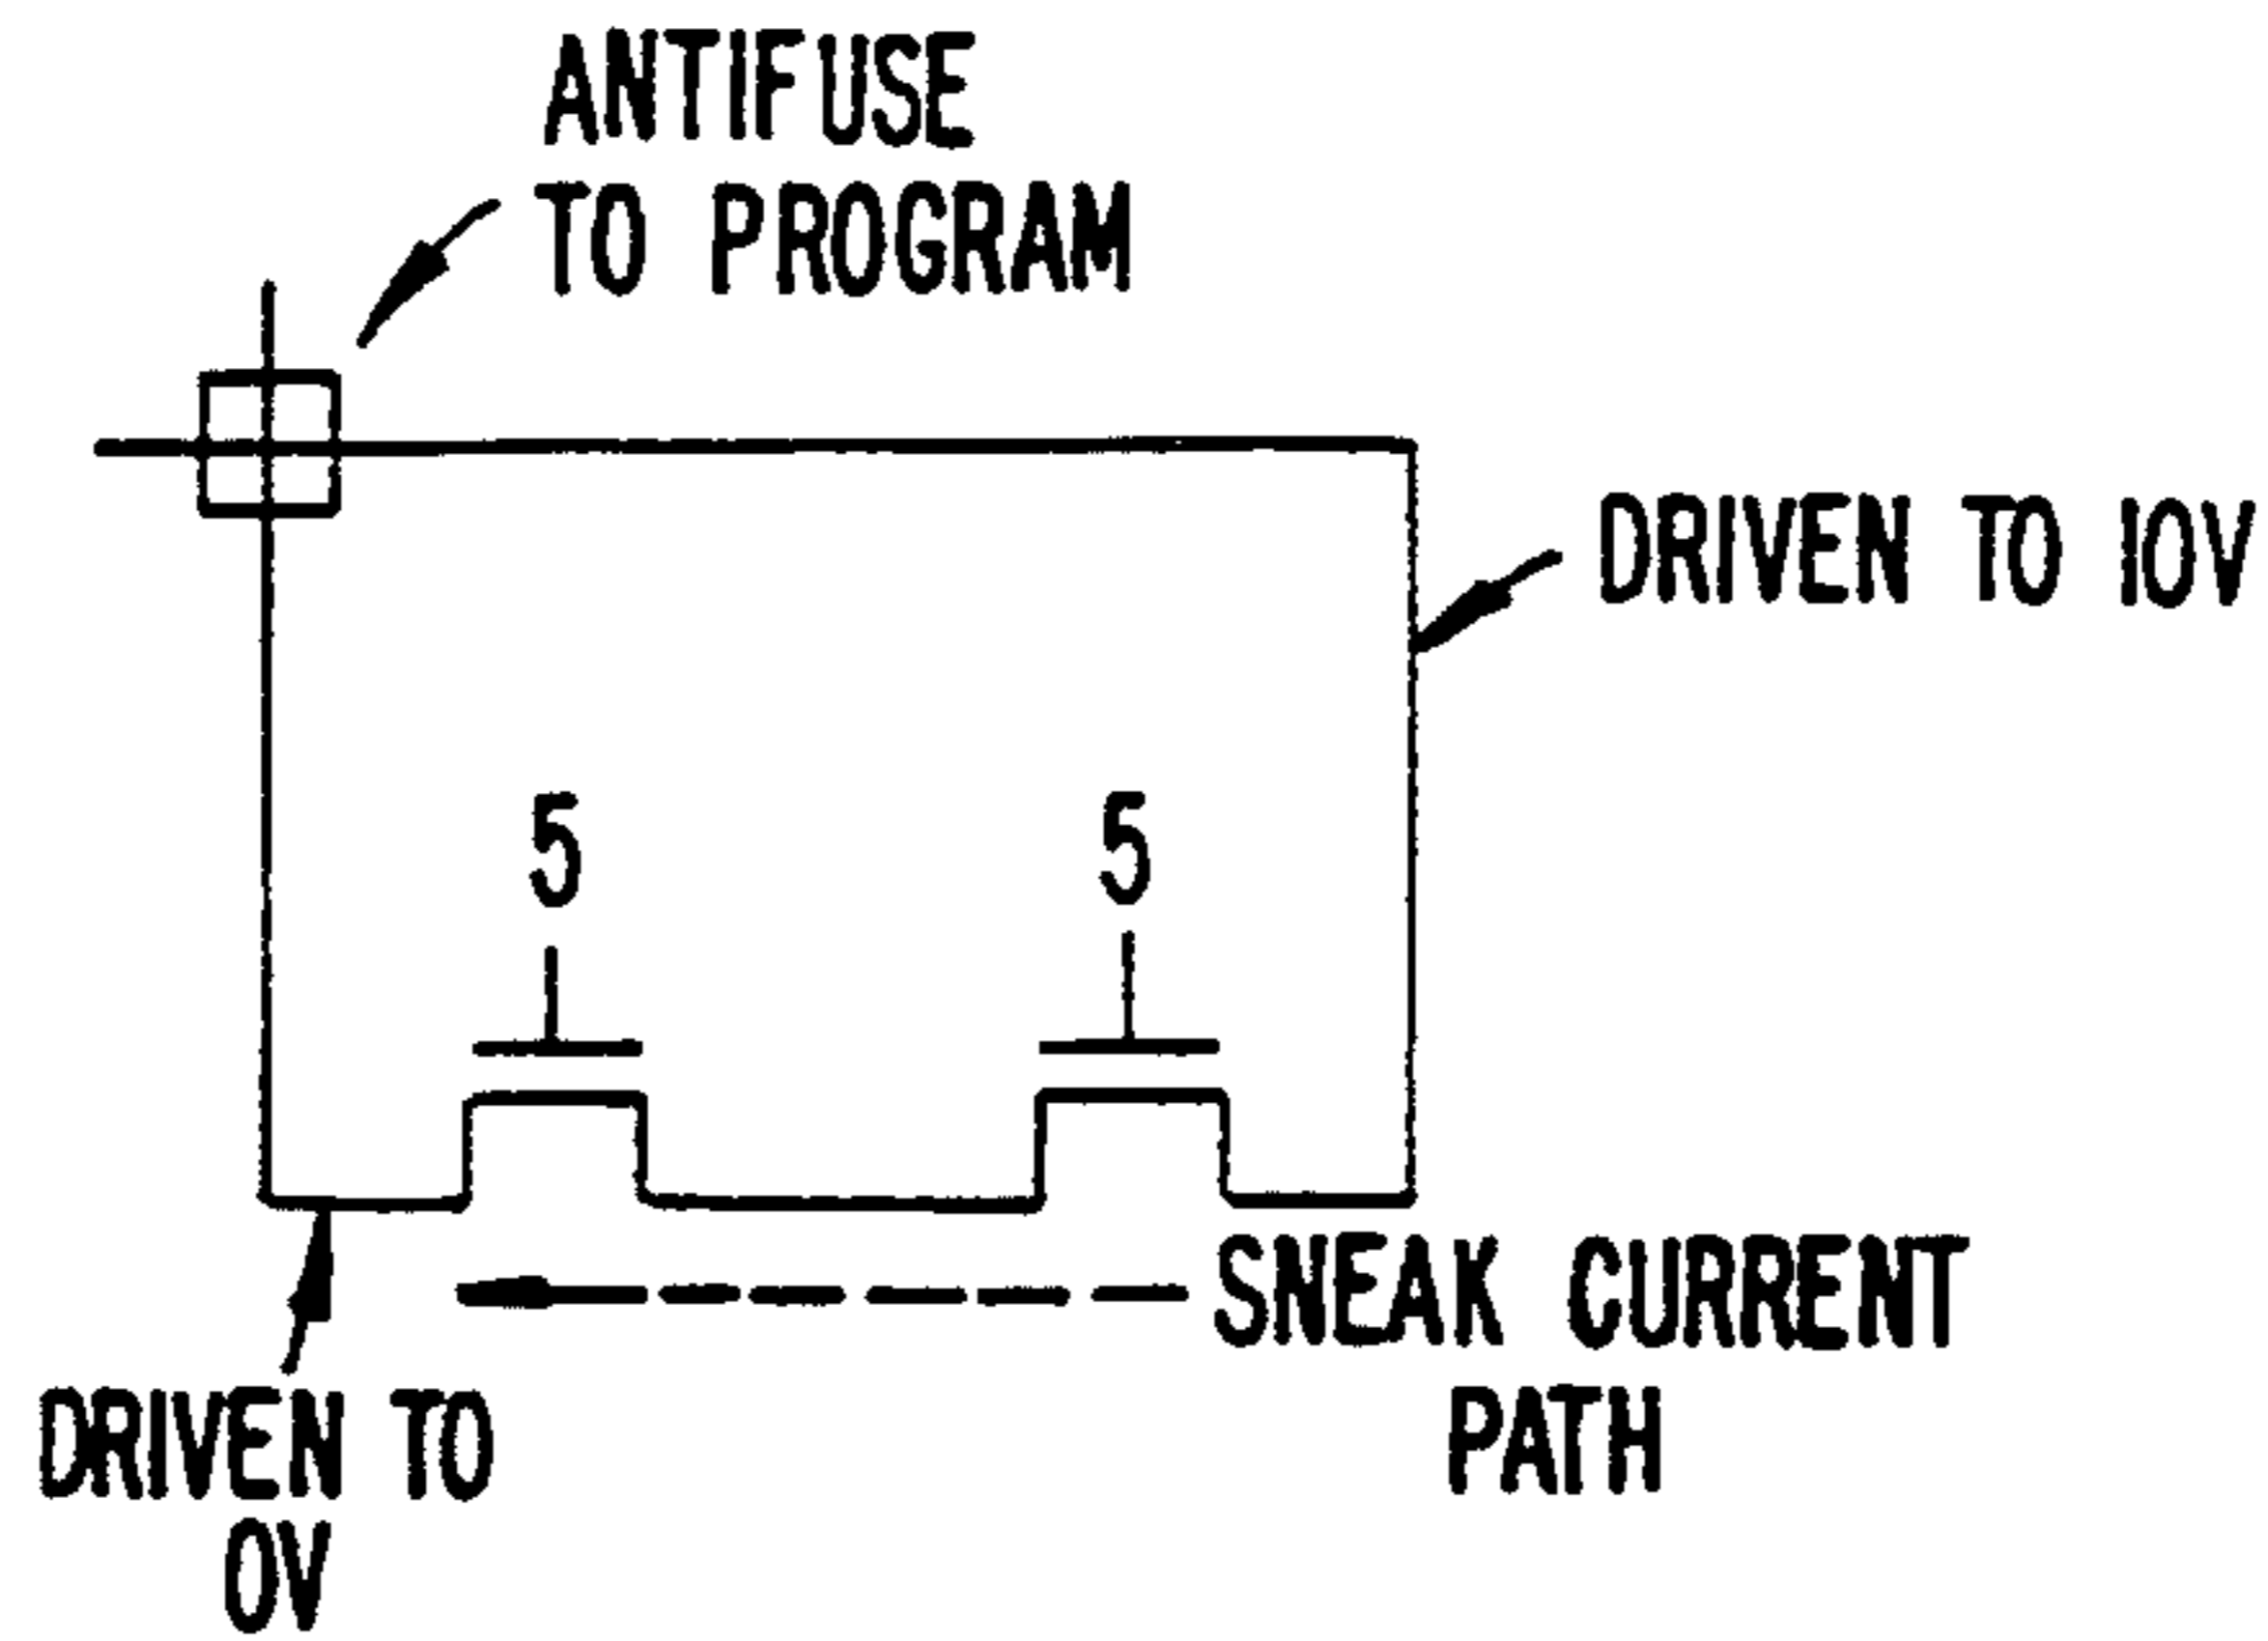 ANTIFUSE
TO PROGRAM
DRIVEN TO 10V
5 5
SNEAK CURRENT
PATH
DRIVEN TO
0V